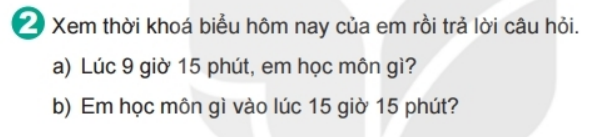 2 Xem thời khoá biểu hôm nay của em rồi trả lời câu hỏi.
a) Lúc 9 giờ 15 phút, em học môn gì?
b) Em học môn gì vào lúc 15 giờ 15 phút?